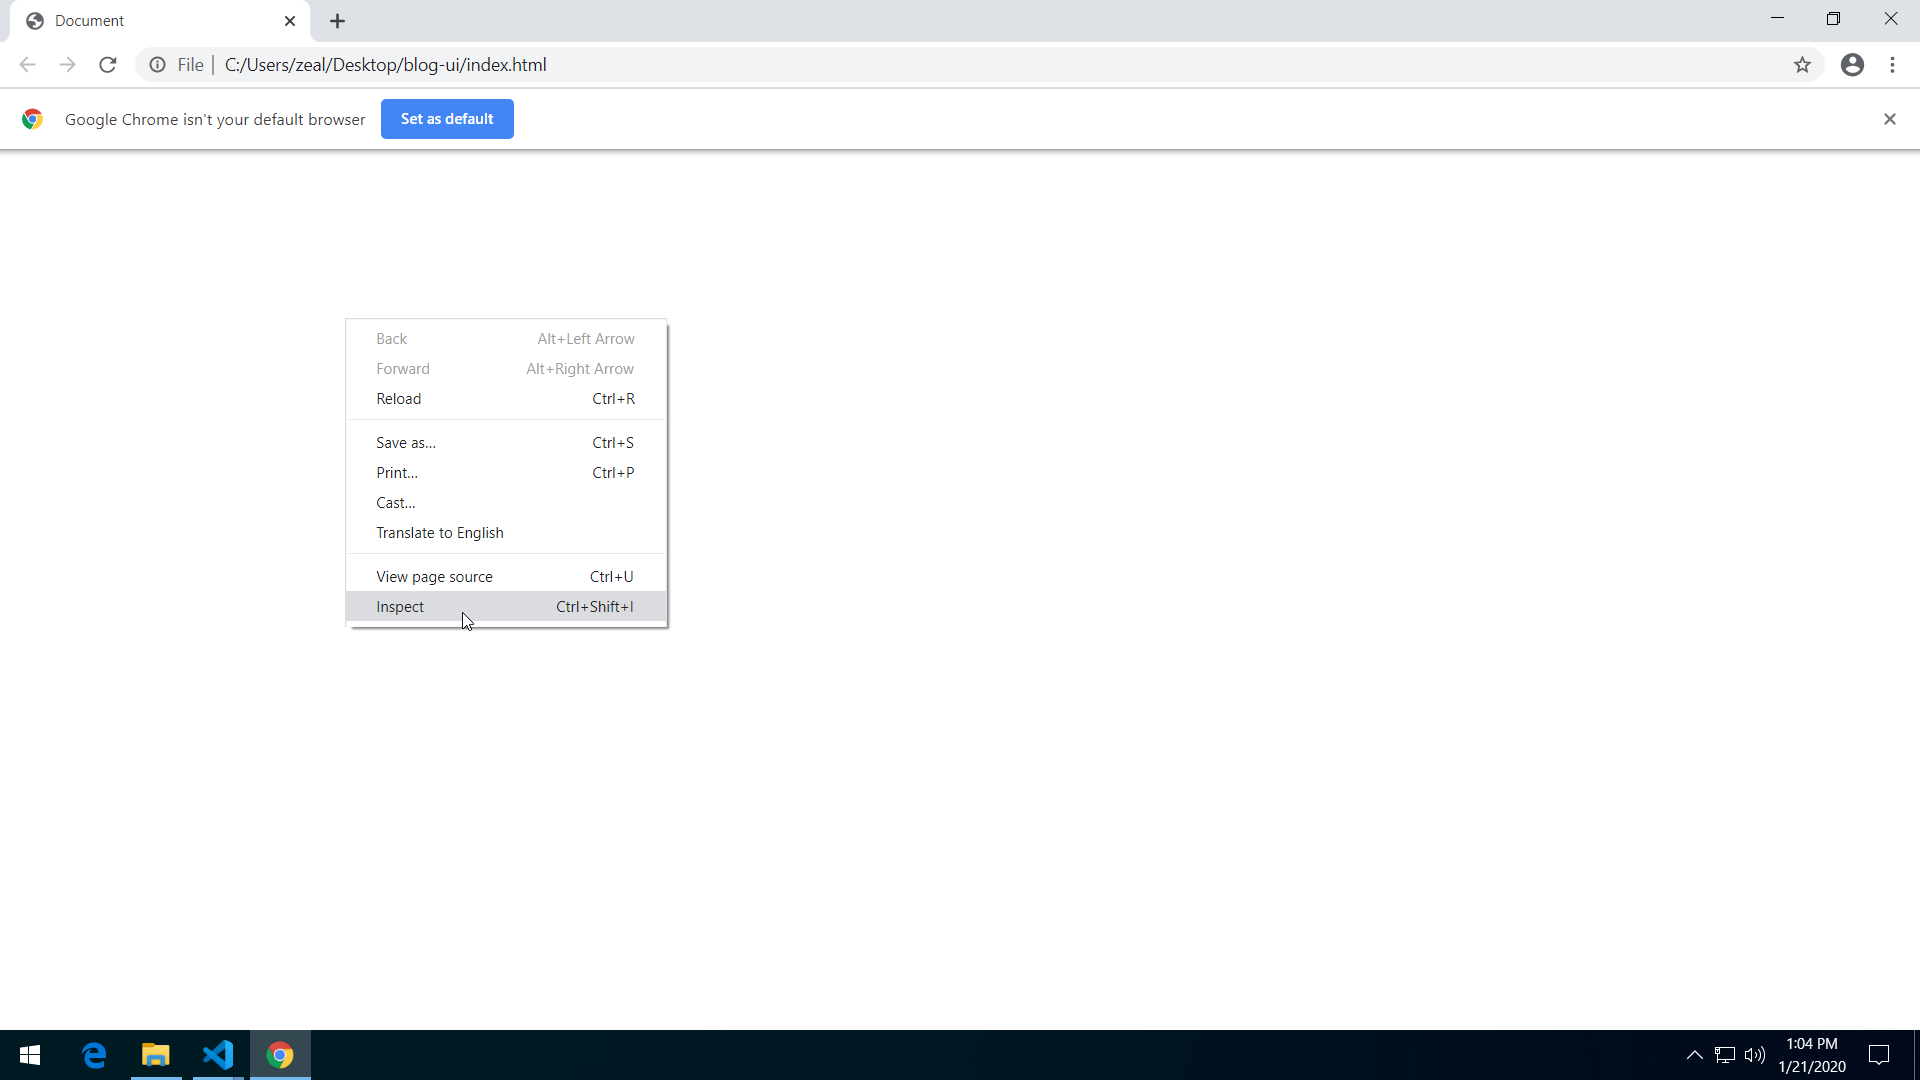 Document
File | C:/Users/zeal/Desktop/blog-ui/index.html
Google Chrome isn't your default browser Set as default
Back Alt+Left Arrow
Forward Alt+Right Arrow
Reload Ctrl+R
Save as... Ctrl+S
Print... Ctrl+P
Cast...
Translate to English
View page source Ctrl+U
Inspect Ctrl+Shift+I
1:04 PM
1/21/2020